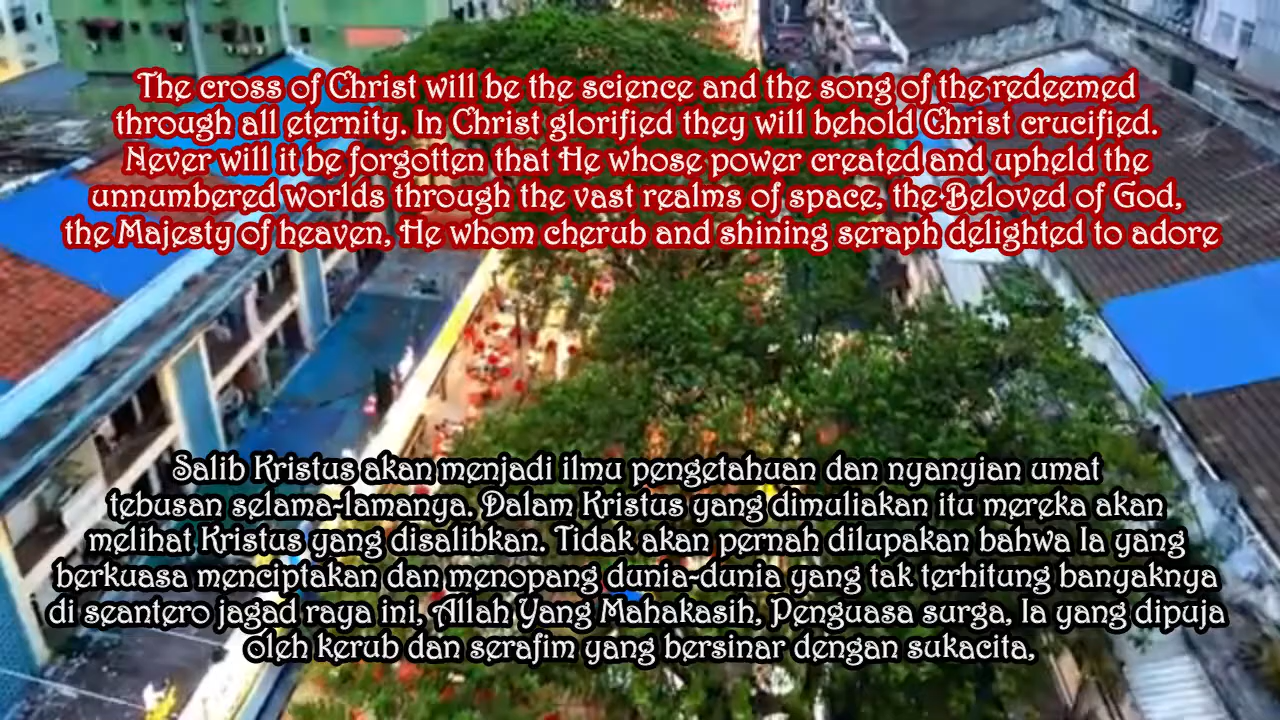 The cross of Christ will be the science and the song of the redeemed
through all eternity. In Christ glorified they will behold Christ crucified.
Never will it be forgotten that He whose power created and upheld the
unnumbered worlds through the vast realms of space, the Beloved of God,
the Majesty of heaven, He whom cherub and shining seraph delighted to adore
Salib Kristus akan menjadi ilmu pengetahuan dan nyanyian umat
tebusan selama-lamanya. Dalam Kristus yang dimuliakan itu mereka akan
melihat Kristus yang disalibkan. Tidak akan pernah dilupakan bahwa Ia yang
berkuasa menciptakan dan menopang dunia-dunia yang tak terhitung banyaknya
di seantero jagad raya ini, Allah Yang Mahakasih, Penguasa surga, Ia yang dipuja
oleh kerub dan serafim yang bersinar dengan sukacita,